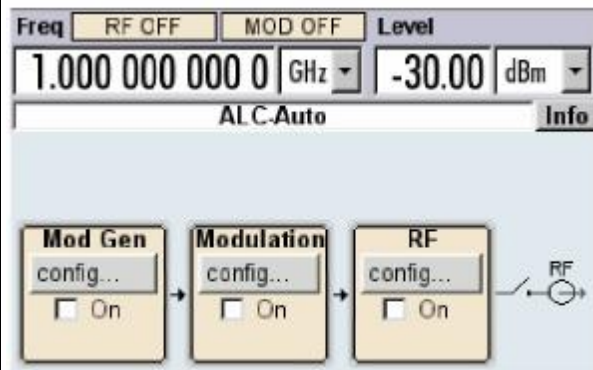 Freq RF OFF MOD OFF Level
1.000 000 000 0 GHz -30.00 dBm
ALC-Auto Info
Mod Gen Modulation RF
config... config... config... RF
On On On